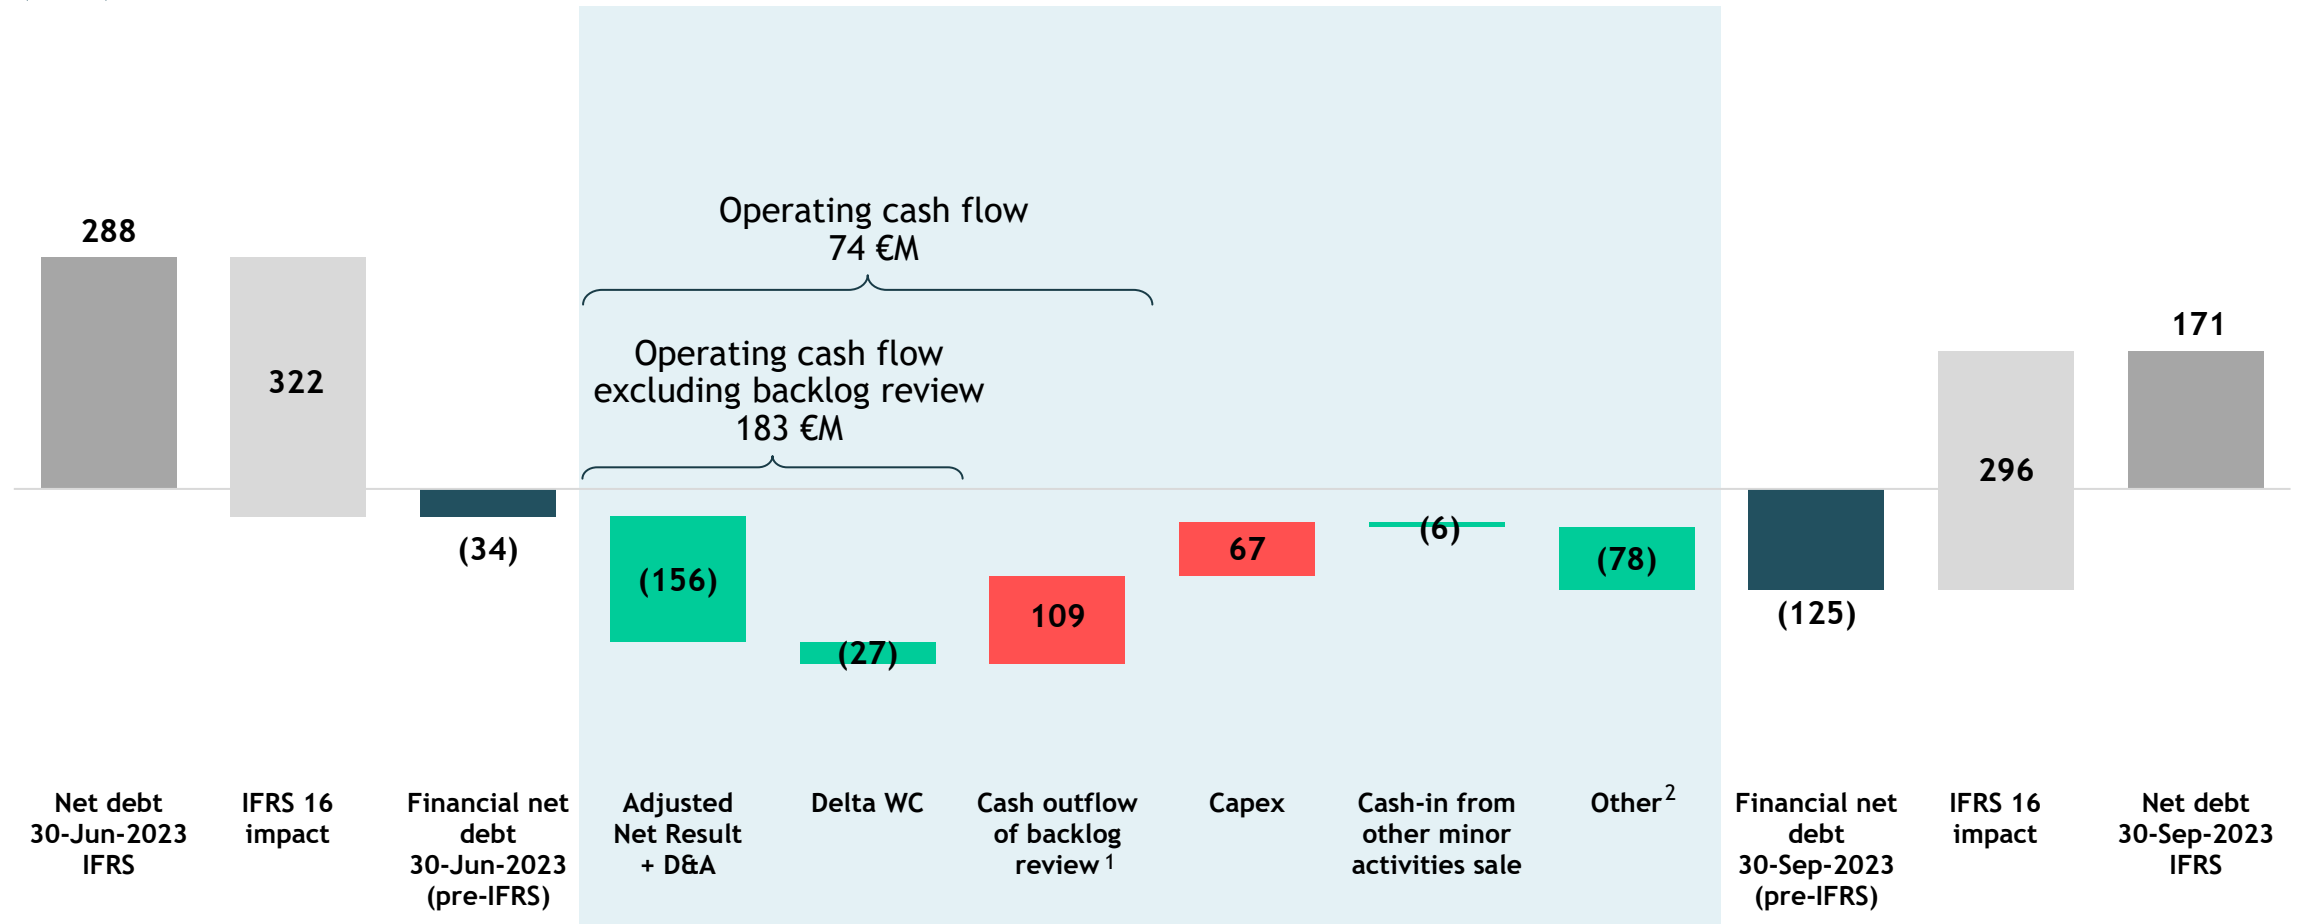 Operating cash flow
74 €M
Operating cash flow
excluding backlog review
183 €M
288
322
(34)
(156)
(27)
109
67
(6)
(78)
(125)
296
171
Net debt
30-Jun-2023
IFRS
IFRS 16
impact
Financial net
debt
30-Jun-2023
(pre-IFRS)
Adjusted
Net Result
+ D&A
Delta WC
Cash outflow
of backlog
review 1
Capex
Cash-in from
other minor
activities sale
Other 2
Financial net
debt
30-Sep-2023
(pre-IFRS)
IFRS 16
impact
Net debt
30-Sep-2023
IFRS